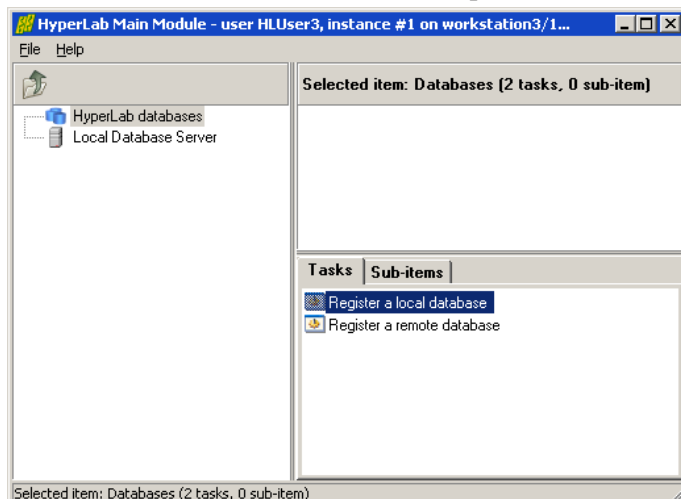 HyperLab Main Module - user HLUser3, instance #1 on workstation3/1...
File Help
Selected item: Databases (2 tasks, 0 sub-item)
HyperLab databases
Local Database Server
Tasks Sub-items
Register a local database
Register a remote database
Selected item: Databases (2 tasks, 0 sub-item)